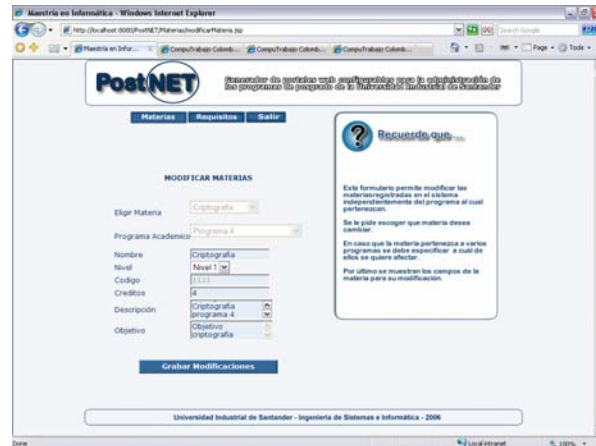 Maestría en Informática - Windows Internet Explorer
http://localhost:8080/PostNET/Materias/modificarMateria.jsp
Search Google
Maestría en Infor...
CompuTrabajo Colomb...
CompuTrabajo Colomb...
CompuTrabajo Colomb...
Page
Tools
PostNET
Generador de portales web configurables para la administración de
los programas de posgrado de la Universidad Industrial de Santander
Materias
Requisitos
Salir
Recuerde que...
MODIFICAR MATERIAS
Elegir Materia
Criptografía
Programa Academico
Programa 4
Nombre
Criptografía
Nivel
Nivel 1
Codigo
1111
Creditos
4
Descripción
Criptografía
programa 4
Objetivo
Objetivo
criptografía
Grabar Modificaciones
Este formulario permite modificar las
materiasregistradas en el sistema
independientemente del programa al cual
pertenezcan.
Se le pide escoger que materia desea
cambiar.
En caso que la materia pertenezca a varios
programas se debe especificar a cuál de
ellos se quiere afectar.
Por último se muestran los campos de la
materia para su modificación.
Universidad Industrial de Santander - Ingeniería de Sistemas e Informática - 2006
Done
Local intranet
100%